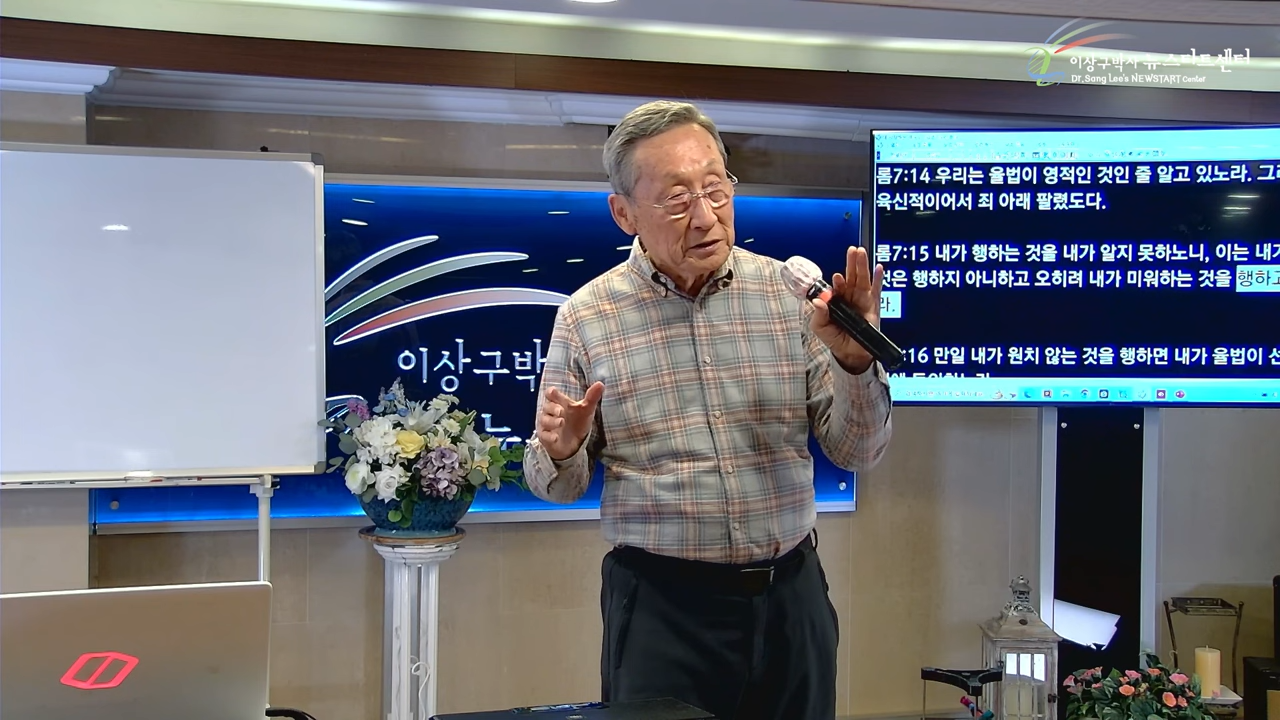 이상구박사 뉴스타트센터
Dr. Sang Lee's NEWSTART Center
롬7:14 우리는 율법이 영적인 것인 줄 알고 있노라. 그러
육신적이어서 죄 아래 팔렸도다.
롬7:15 내가 행하는 것을 내가 알지 못하노니, 이는 내가
것은 행하지 아니하고 오히려 내가 미워하는 것을 행하고
라.
:16 만일 내가 원치 않는 것을 행하면 내가 율법이 선
이상구박